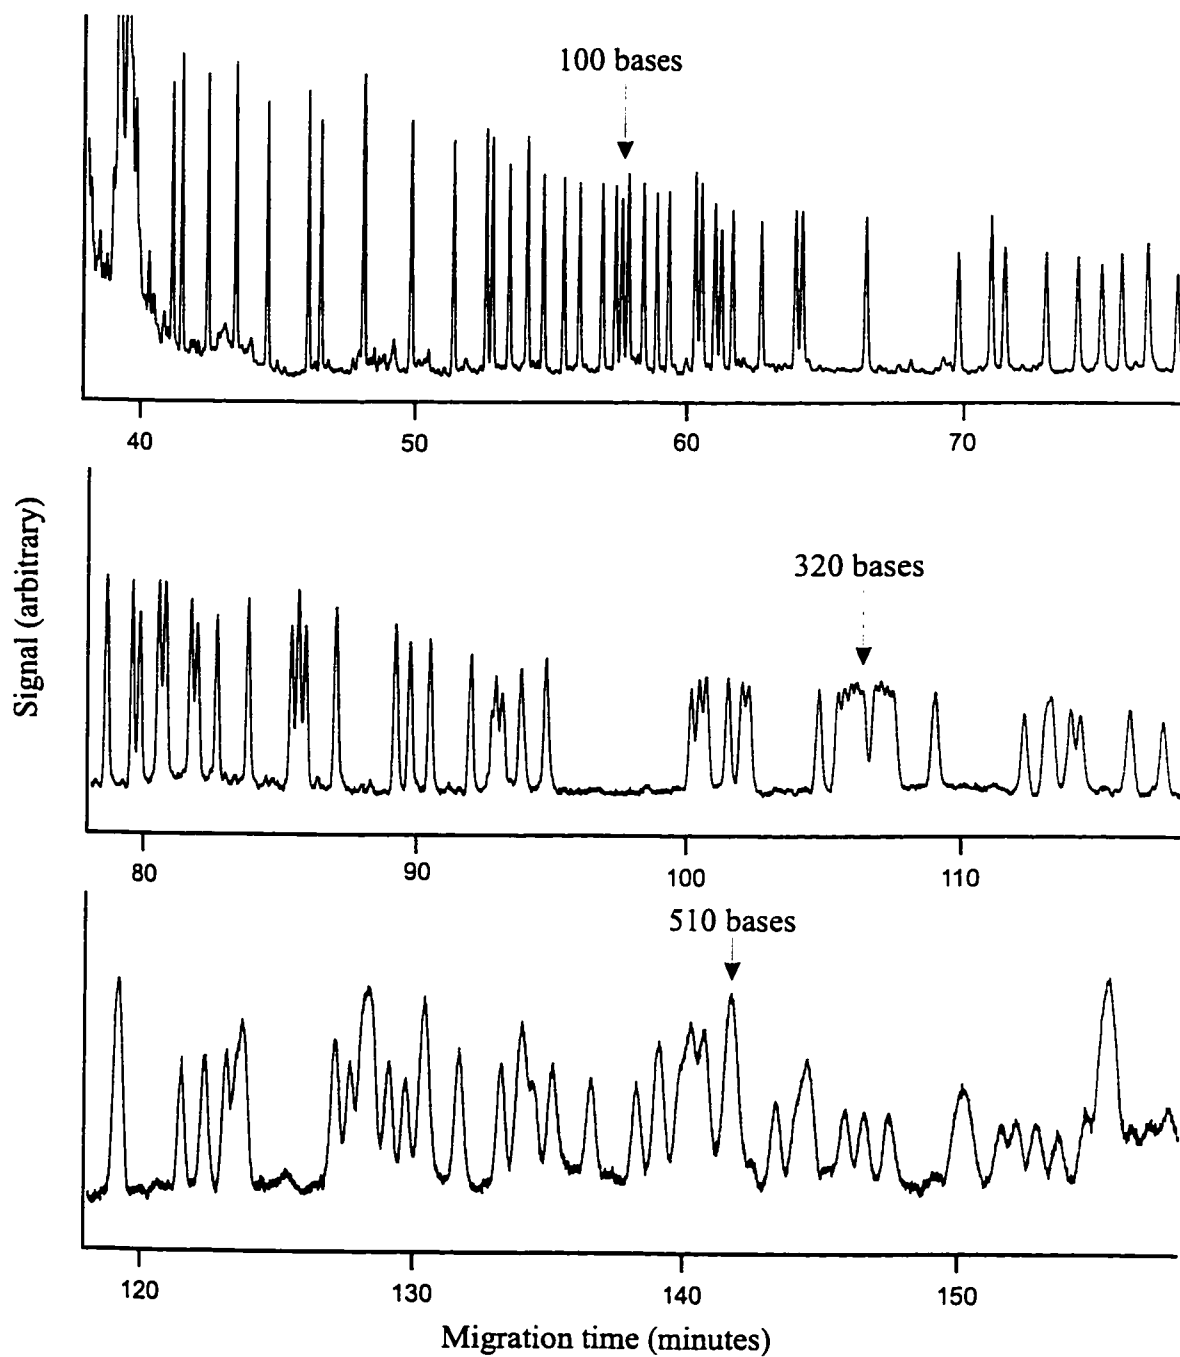 100 bases
40 50 60 70
Signal (arbitrary)
320 bases
80 90 100 110
510 bases
120 130 140 150
Migration time (minutes)